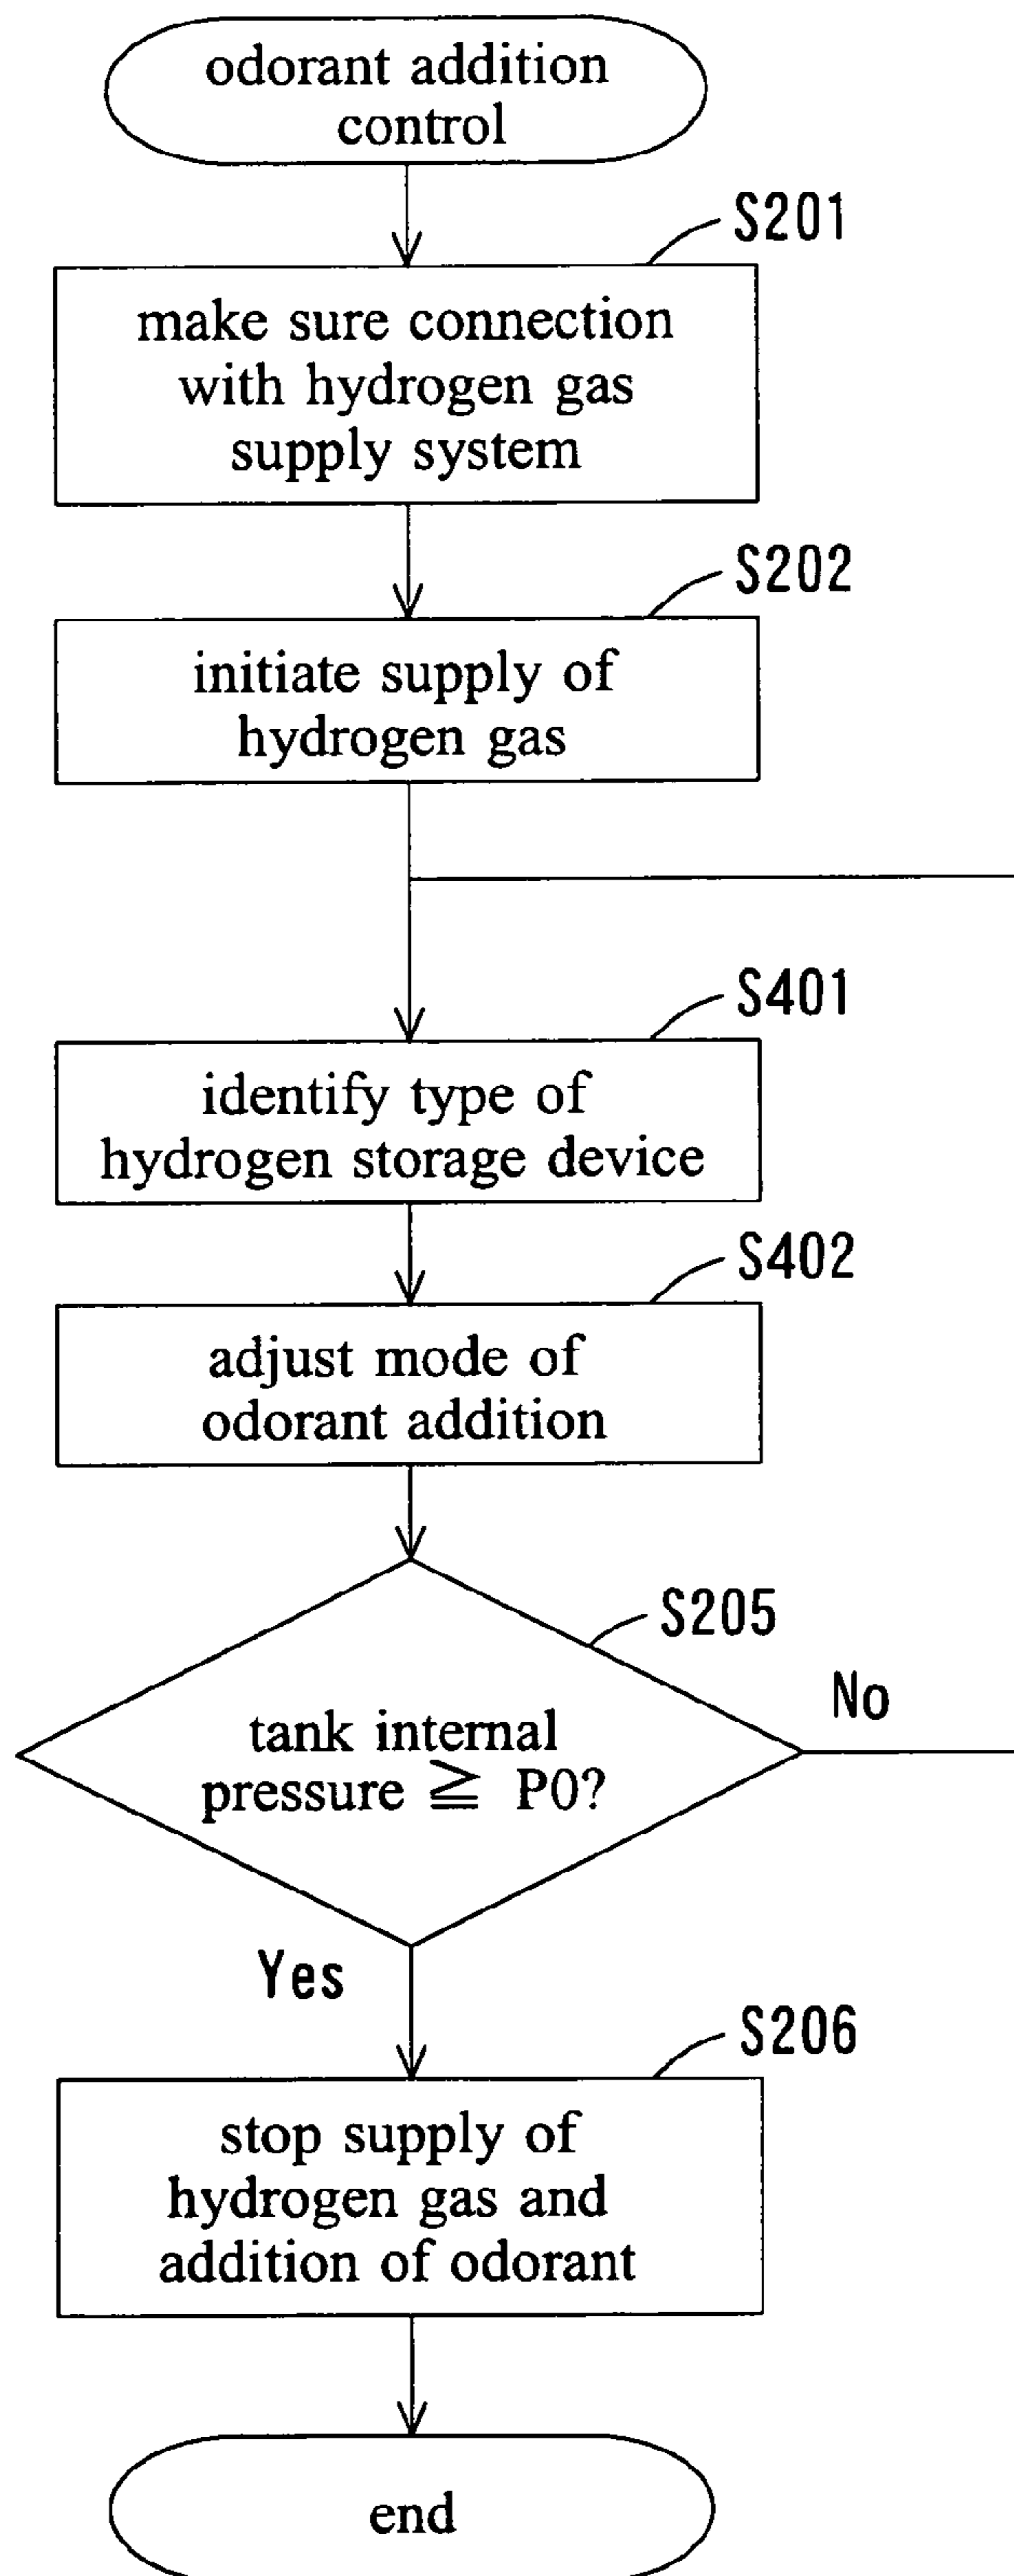 odorant addition
control
S201
make sure connection
with hydrogen gas
supply system
S202
initiate supply of
hydrogen gas
S401
identify type of
hydrogen storage device
S402
adjust mode of
odorant addition
S205
tank internal
pressure ≧ P0?
No
Yes
S206
stop supply of
hydrogen gas and
addition of odorant
end